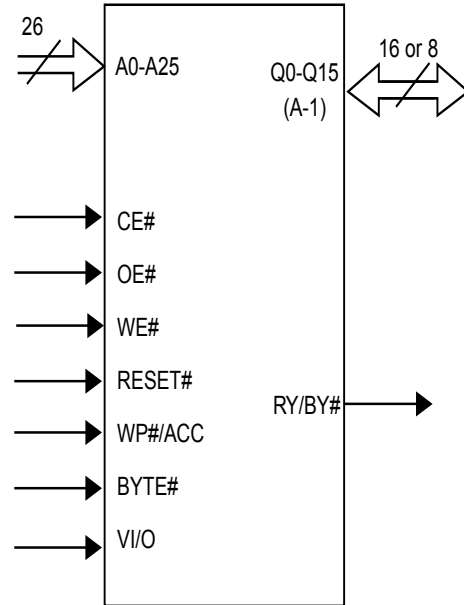 26
A0-A25
16 or 8
Q0-Q15
(A-1)
CE#
OE#
WE#
RESET#
RY/BY#
WP#/ACC
BYTE#
VI/O